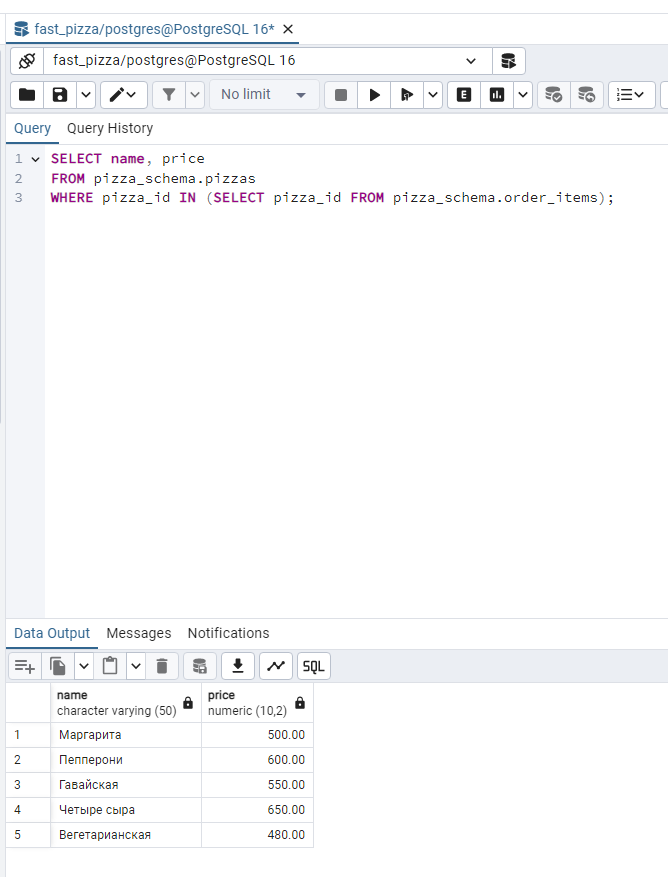 fast_pizza/postgres@PostgreSQL 16*
fast_pizza/postgres@PostgreSQL 16
No limit
E
Query Query History
1 SELECT name, price
2 FROM pizza_schema.pizzas
3 WHERE pizza_id IN (SELECT pizza_id FROM pizza_schema.order_items);
Data Output Messages Notifications
SQL
name price
character varying (50) numeric (10,2)
1 Маргарита 500.00
2 Пепперони 600.00
3 Гавайская 550.00
4 Четыре сыра 650.00
5 Вегетарианская 480.00